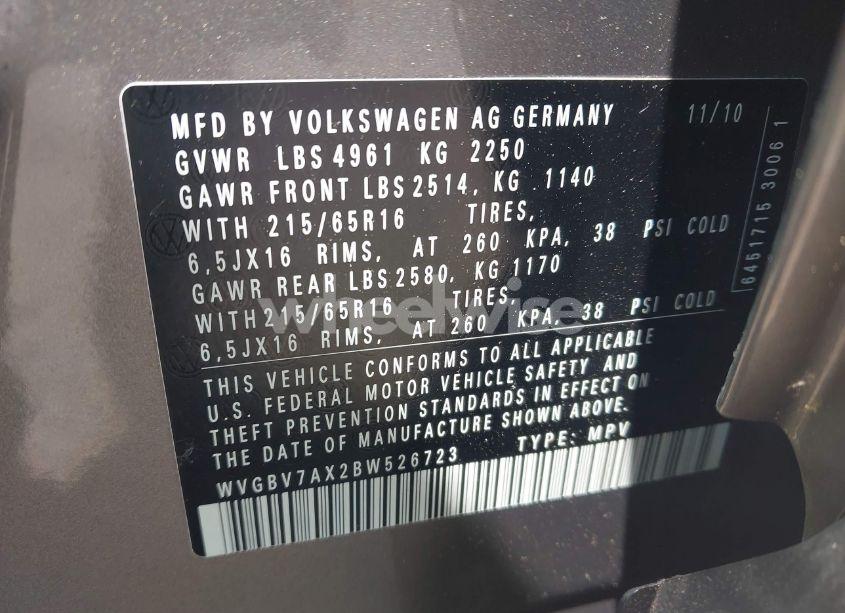 MFD BY VOLKSWAGEN AG GERMANY 11/10
GVWR LBS 4961 KG 2250
GAWR FRONT LBS 2514, KG 1140
WITH 215/65R16 TIRES,
6,5JX16 RIMS, AT 260 KPA, 38 PSI COLD
GAWR REAR LBS 2580, KG 1170
WITH 215/65R16 TIRES,
6,5JX16 RIMS, AT 260 KPA, 38 PSI COLD
THIS VEHICLE CONFORMS TO ALL APPLICABLE
U.S. FEDERAL MOTOR VEHICLE SAFETY AND
THEFT PREVENTION STANDARDS IN EFFECT ON
THE DATE OF MANUFACTURE SHOWN ABOVE.
WVGBV7AX2BW526723 TYPE: MPV
6451715 3006 1
wheelwise